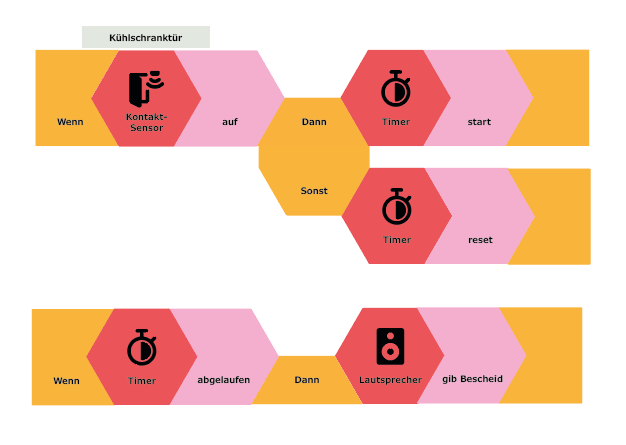 Kühlschranktür
Wenn
Kontakt-
Sensor
auf
Dann
Timer
start
Sonst
Timer
reset
Wenn
Timer
abgelaufen
Dann
Lautsprecher
gib Bescheid